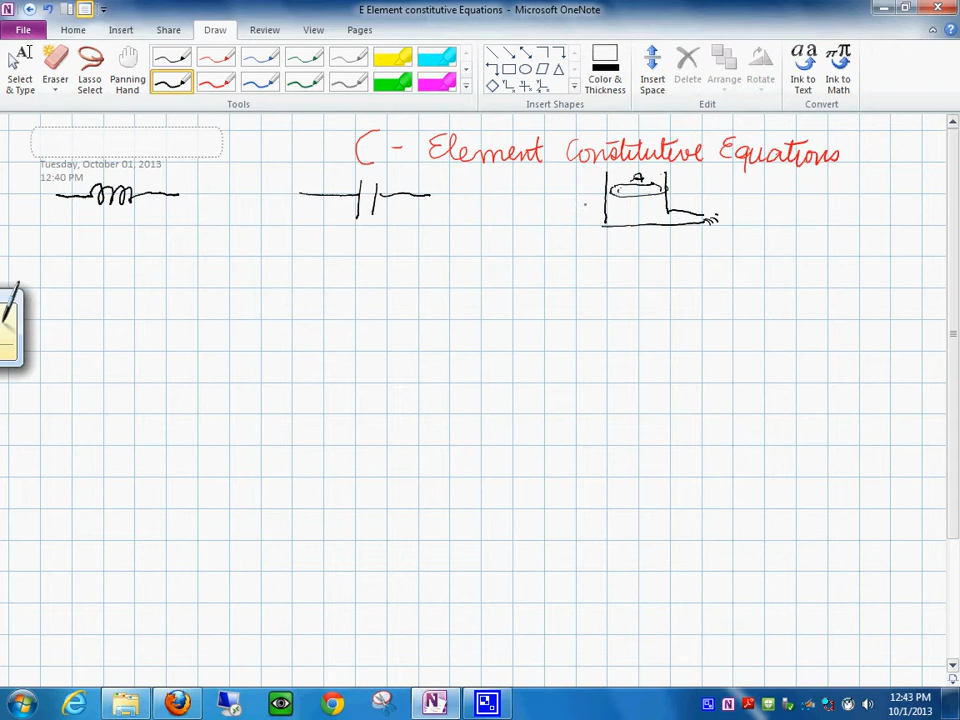 E Element constitutive Equations - Microsoft OneNote
File Home Insert Share Draw Review View Pages
Select & Type
Eraser
Lasso Select
Panning Hand
Color & Thickness
Insert Space
Delete
Arrange
Rotate
Ink to Text
Ink to Math
Tools
Insert Shapes
Edit
Convert
C - Element Constitutive Equations
Tuesday, October 01, 2013
12:40 PM
A
12:43 PM
10/1/2013